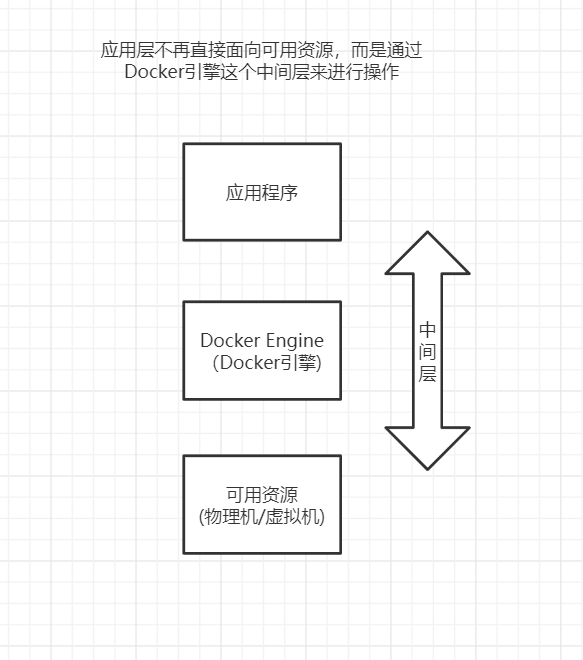 应用层不再直接面向可用资源，而是通过
Docker引擎这个中间层来进行操作
应用程序
Docker Engine
（Docker引擎)
中
间
层
可用资源
(物理机/虚拟机)